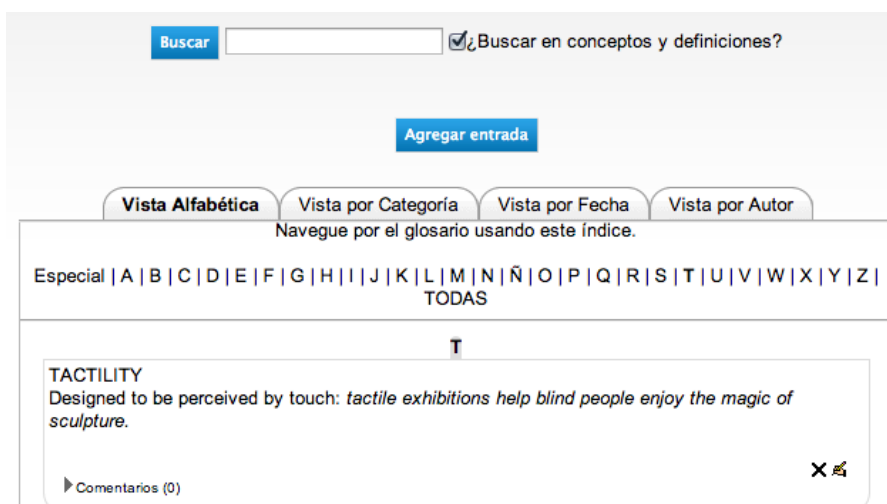 Buscar ¿Buscar en conceptos y definiciones?
Agregar entrada
Vista Alfabética Vista por Categoría Vista por Fecha Vista por Autor
Navegue por el glosario usando este índice.
Especial | A | B | C | D | E | F | G | H | I | J | K | L | M | N | Ñ | O | P | Q | R | S | T | U | V | W | X | Y | Z |
TODAS
T
TACTILITY
Designed to be perceived by touch: tactile exhibitions help blind people enjoy the magic of
sculpture.
Comentarios (0)